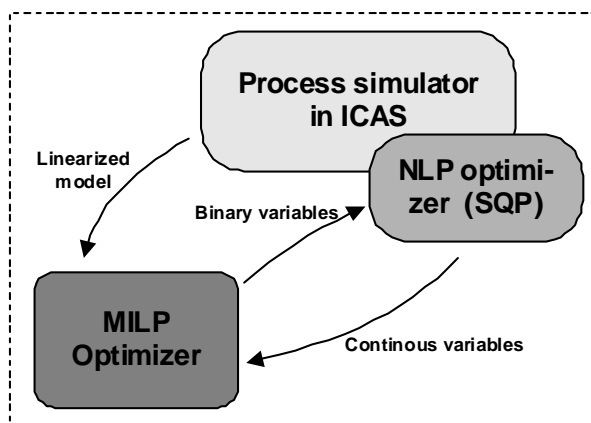 Process simulator
in ICAS
NLP optimi-
zer (SQP)
Linearized
model
Binary variables
MILP
Optimizer
Continous variables